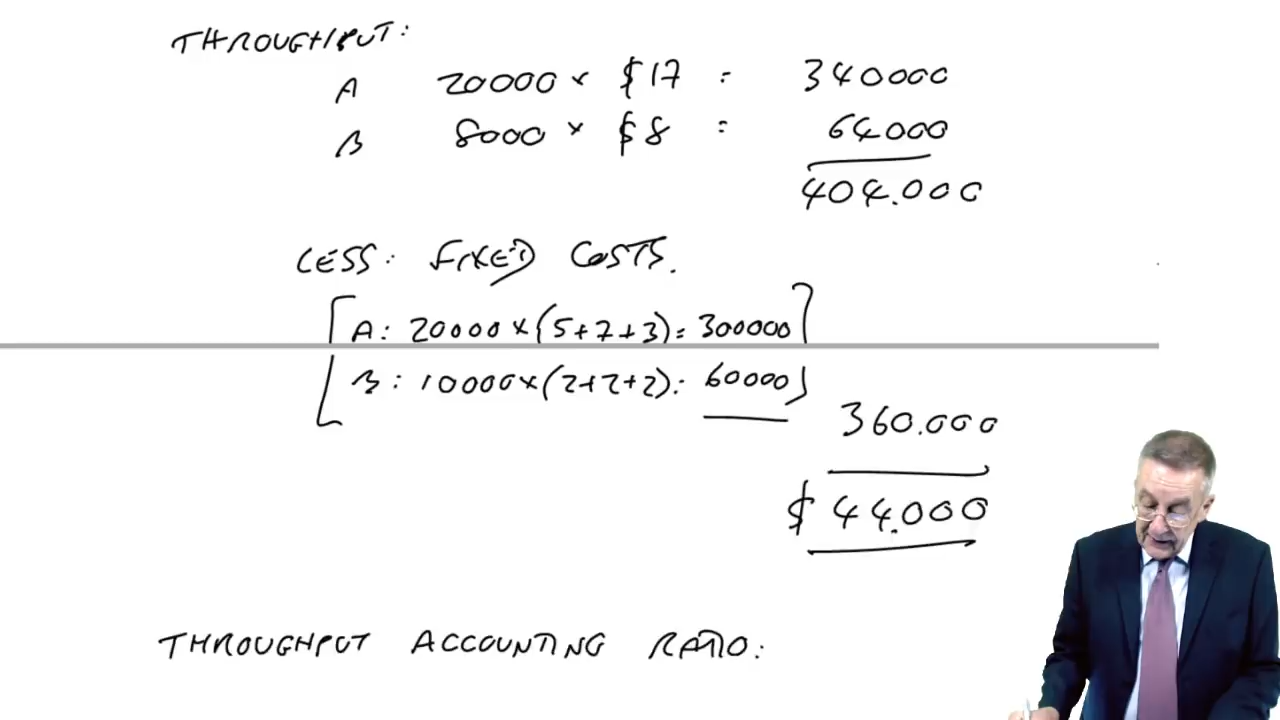 THROUGHPUT:
A 20000 × $17 = 340000
B 8000 × $8 = 64000
404.000
LESS: FIXED COSTS.
[A: 20000 × (5+7+3) = 300000]
[B: 10000 × (2+2+2) = 60000]
360.000
$ 44.000
THROUGHPUT ACCOUNTING RATIO: